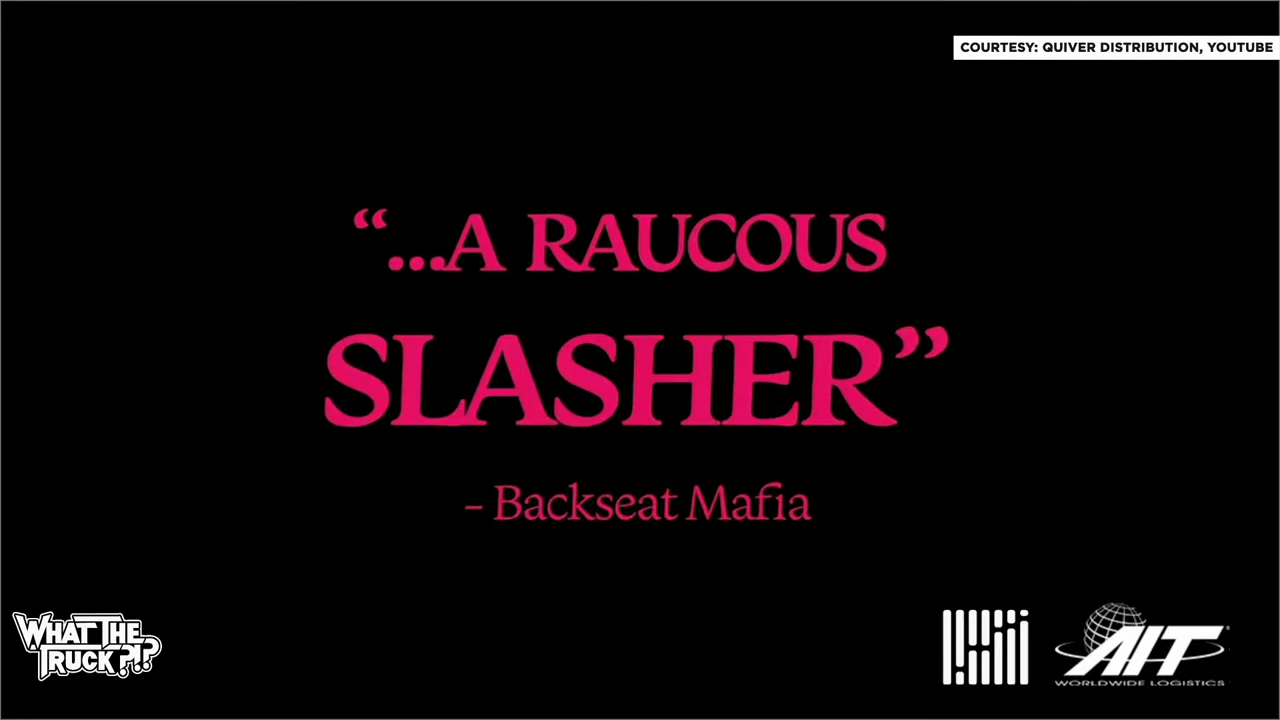 COURTESY: QUIVER DISTRIBUTION, YOUTUBE
“...A RAUCOUS
SLASHER”
– Backseat Mafia
WHAT THE
TRUCK?!?
AIT
WORLDWIDE LOGISTICS